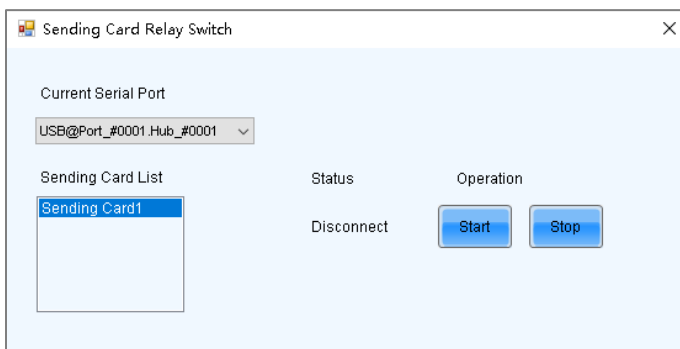 Sending Card Relay Switch
Current Serial Port
USB@Port_#0001.Hub_#0001
Sending Card List
Status
Operation
Sending Card1
Disconnect
Start
Stop